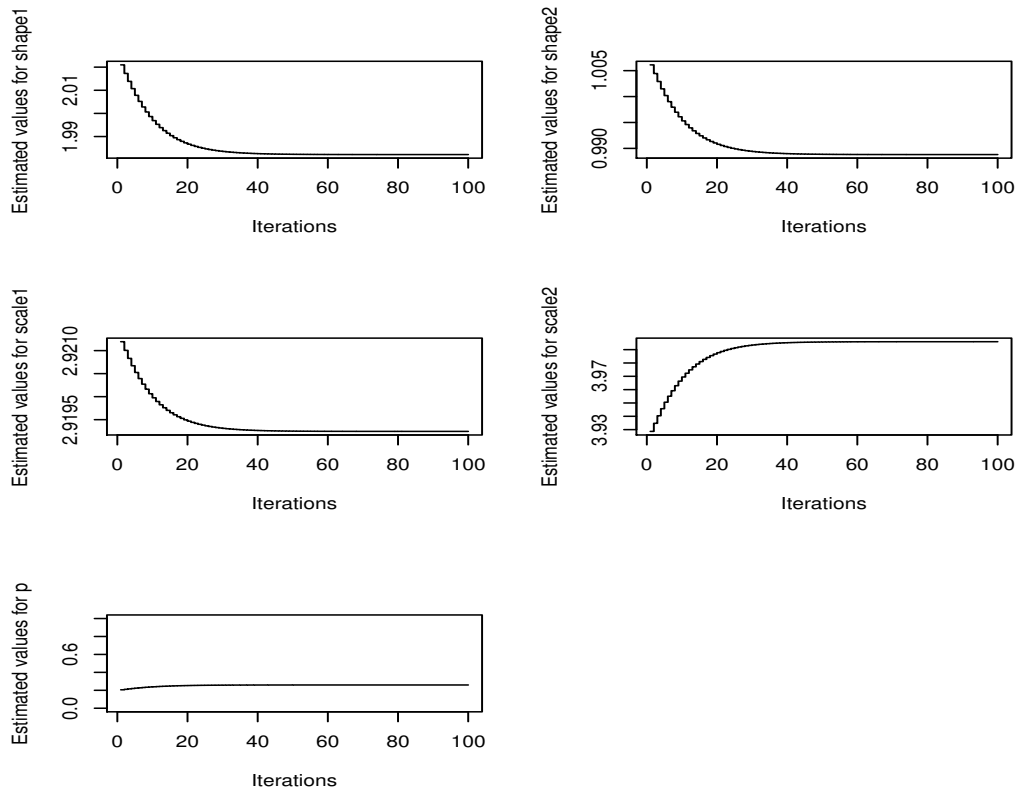 Estimated values for shape1
2.01
1.99
0 20 40 60 80 100
Iterations
Estimated values for shape2
1.005
0.990
0 20 40 60 80 100
Iterations
Estimated values for scale1
2.9210
2.9195
0 20 40 60 80 100
Iterations
Estimated values for scale2
3.97
3.93
0 20 40 60 80 100
Iterations
Estimated values for p
0.6
0.0
0 20 40 60 80 100
Iterations